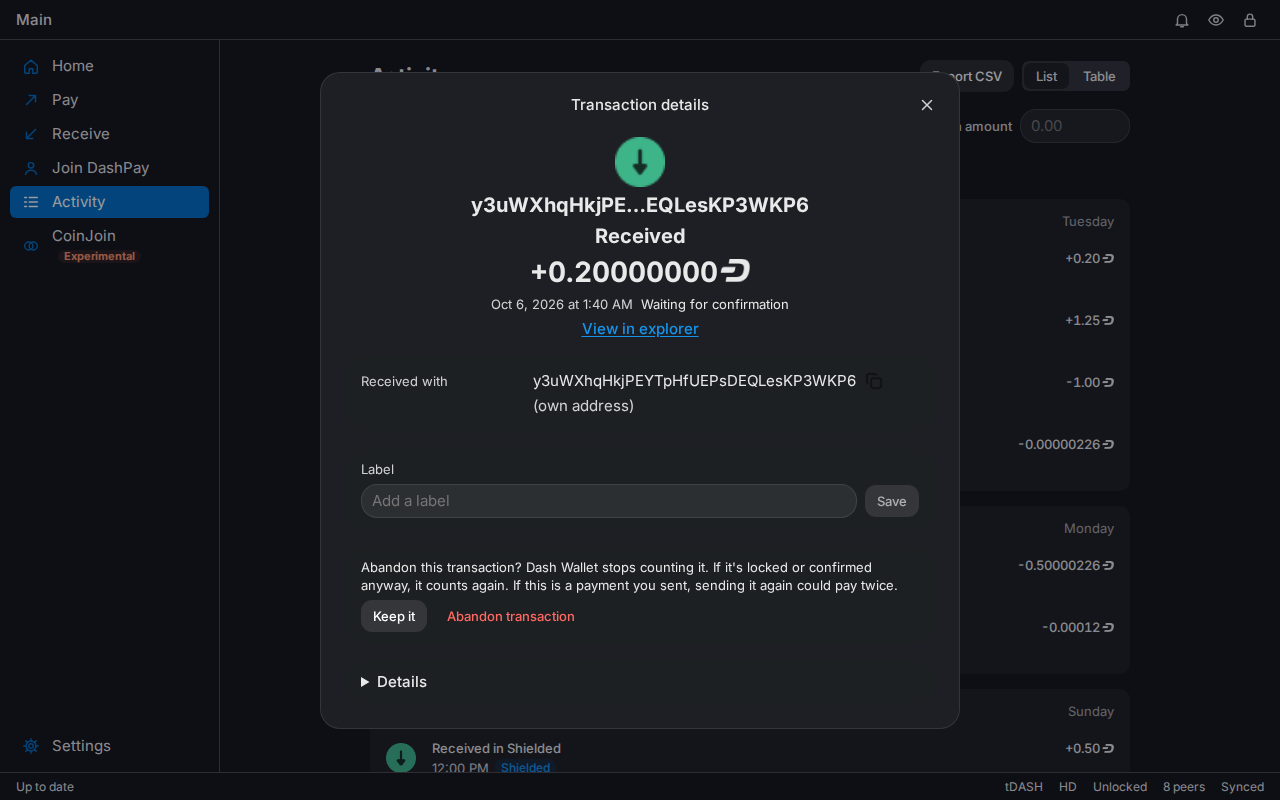 Main
Home
Pay
Receive
Join DashPay
Activity
CoinJoin
Experimental
Settings
CSV
List
Table
amount
0.00
Transaction details
y3uWXhqHkjPE...EQLesKP3WKP6
Received
+0.20000000
Oct 6, 2026 at 1:40 AM Waiting for confirmation
View in explorer
Received with
y3uWXhqHkjPEYTpHfUEPsDEQLesKP3WKP6
(own address)
Label
Add a label
Save
Abandon this transaction? Dash Wallet stops counting it. If it's locked or confirmed
anyway, it counts again. If this is a payment you sent, sending it again could pay twice.
Keep it
Abandon transaction
Details
Tuesday
+0.20
+1.25
-1.00
-0.00000226
Monday
-0.50000226
-0.00012
Sunday
Received in Shielded
+0.50
12:00 PM Shielded
Up to date
tDASH HD Unlocked 8 peers Synced